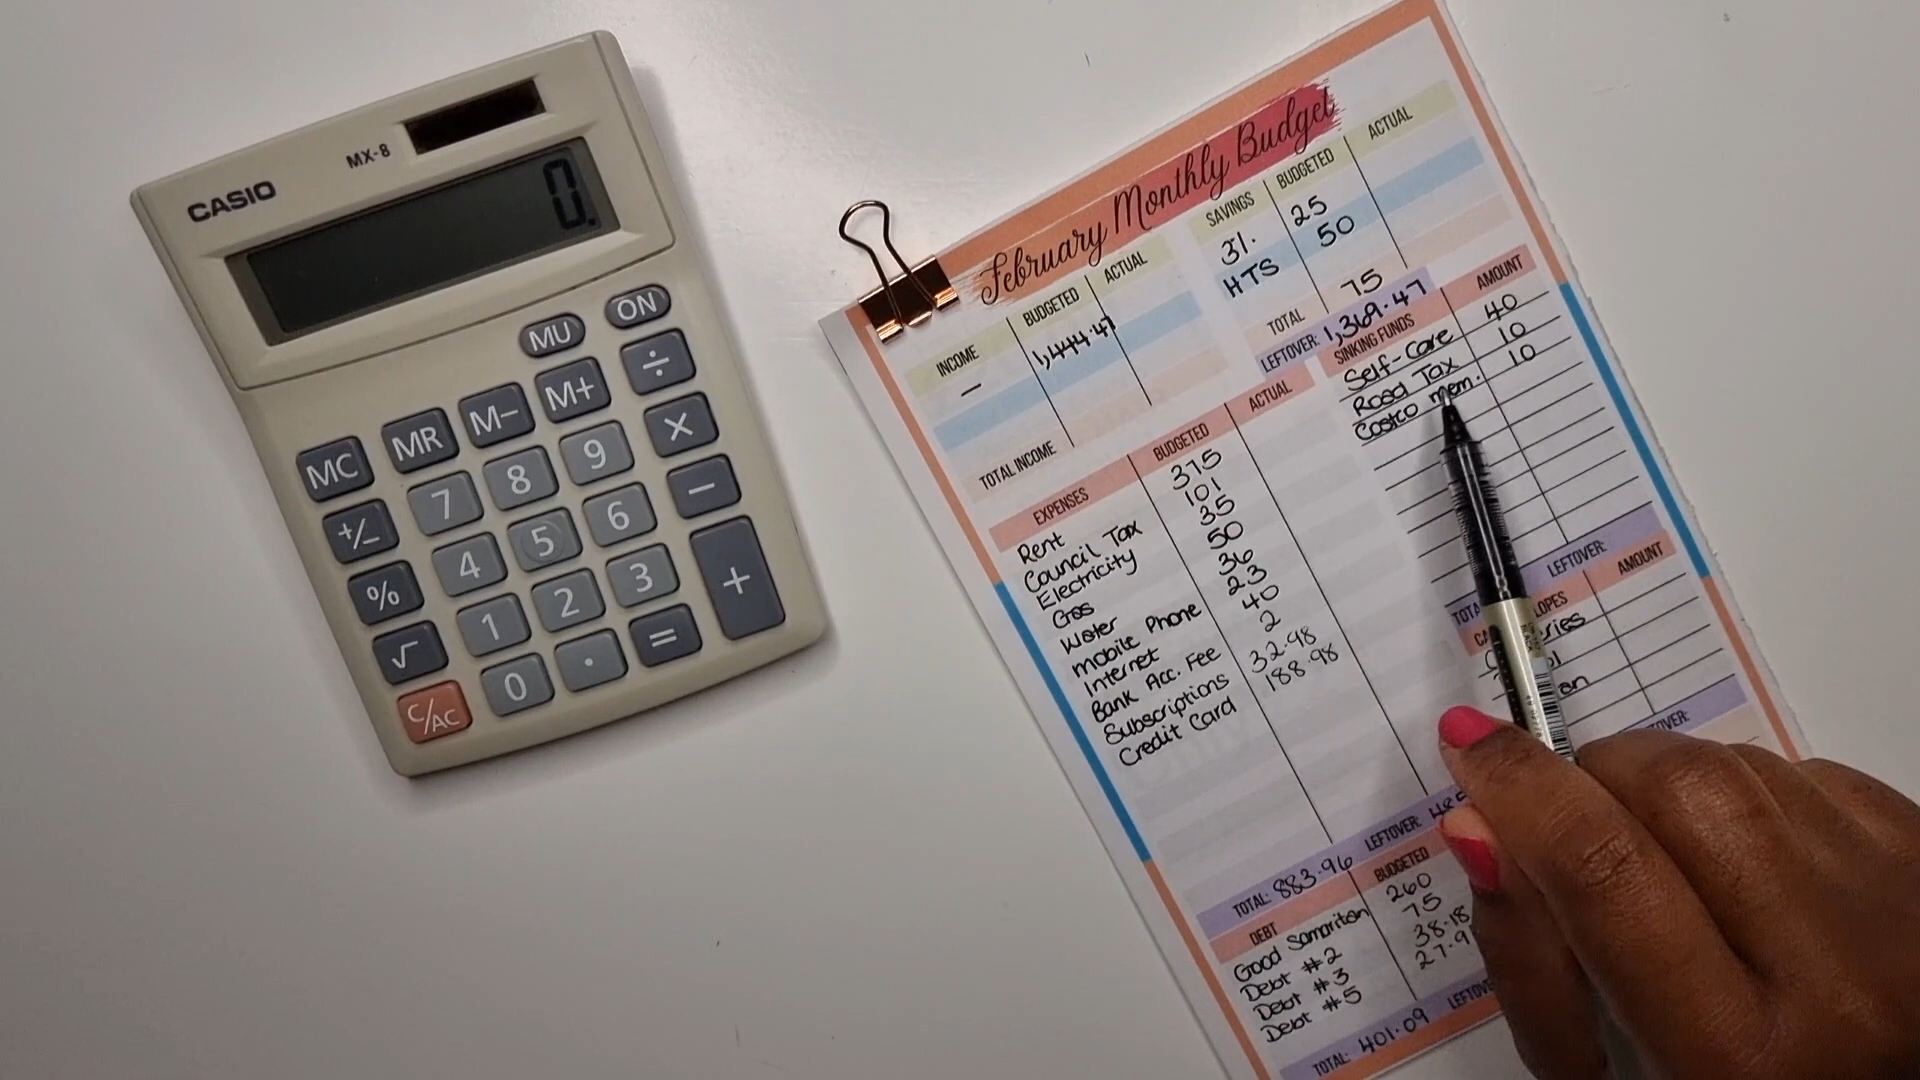 CASIO
MX-8
0.
MU
ON
MC
MR
M−
M+
÷
+/−
7
8
9
×
%
4
5
6
−
√
1
2
3
+
C/AC
0
·
=
February Monthly Budget
INCOME BUDGETED ACTUAL
— 1,444.47
TOTAL INCOME
SAVINGS BUDGETED ACTUAL
31. 25
HTS 50
TOTAL 75
LEFTOVER: 1,369.47
EXPENSES BUDGETED ACTUAL
Rent 375
Council Tax 101
Electricity 35
Gas 50
Water 36
Mobile Phone 23
Internet 40
Bank Acc. Fee 2
Subscriptions 32.98
Credit Card 188.98
TOTAL: 883.96 LEFTOVER:
SINKING FUNDS AMOUNT
Self-Care 40
Road Tax 10
Costco mem. 10
LEFTOVER:
AMOUNT
DEBT BUDGETED
Good Samaritan 260
Debt #2 75
Debt #3 38.18
Debt #5 27.9
TOTAL: 401.09